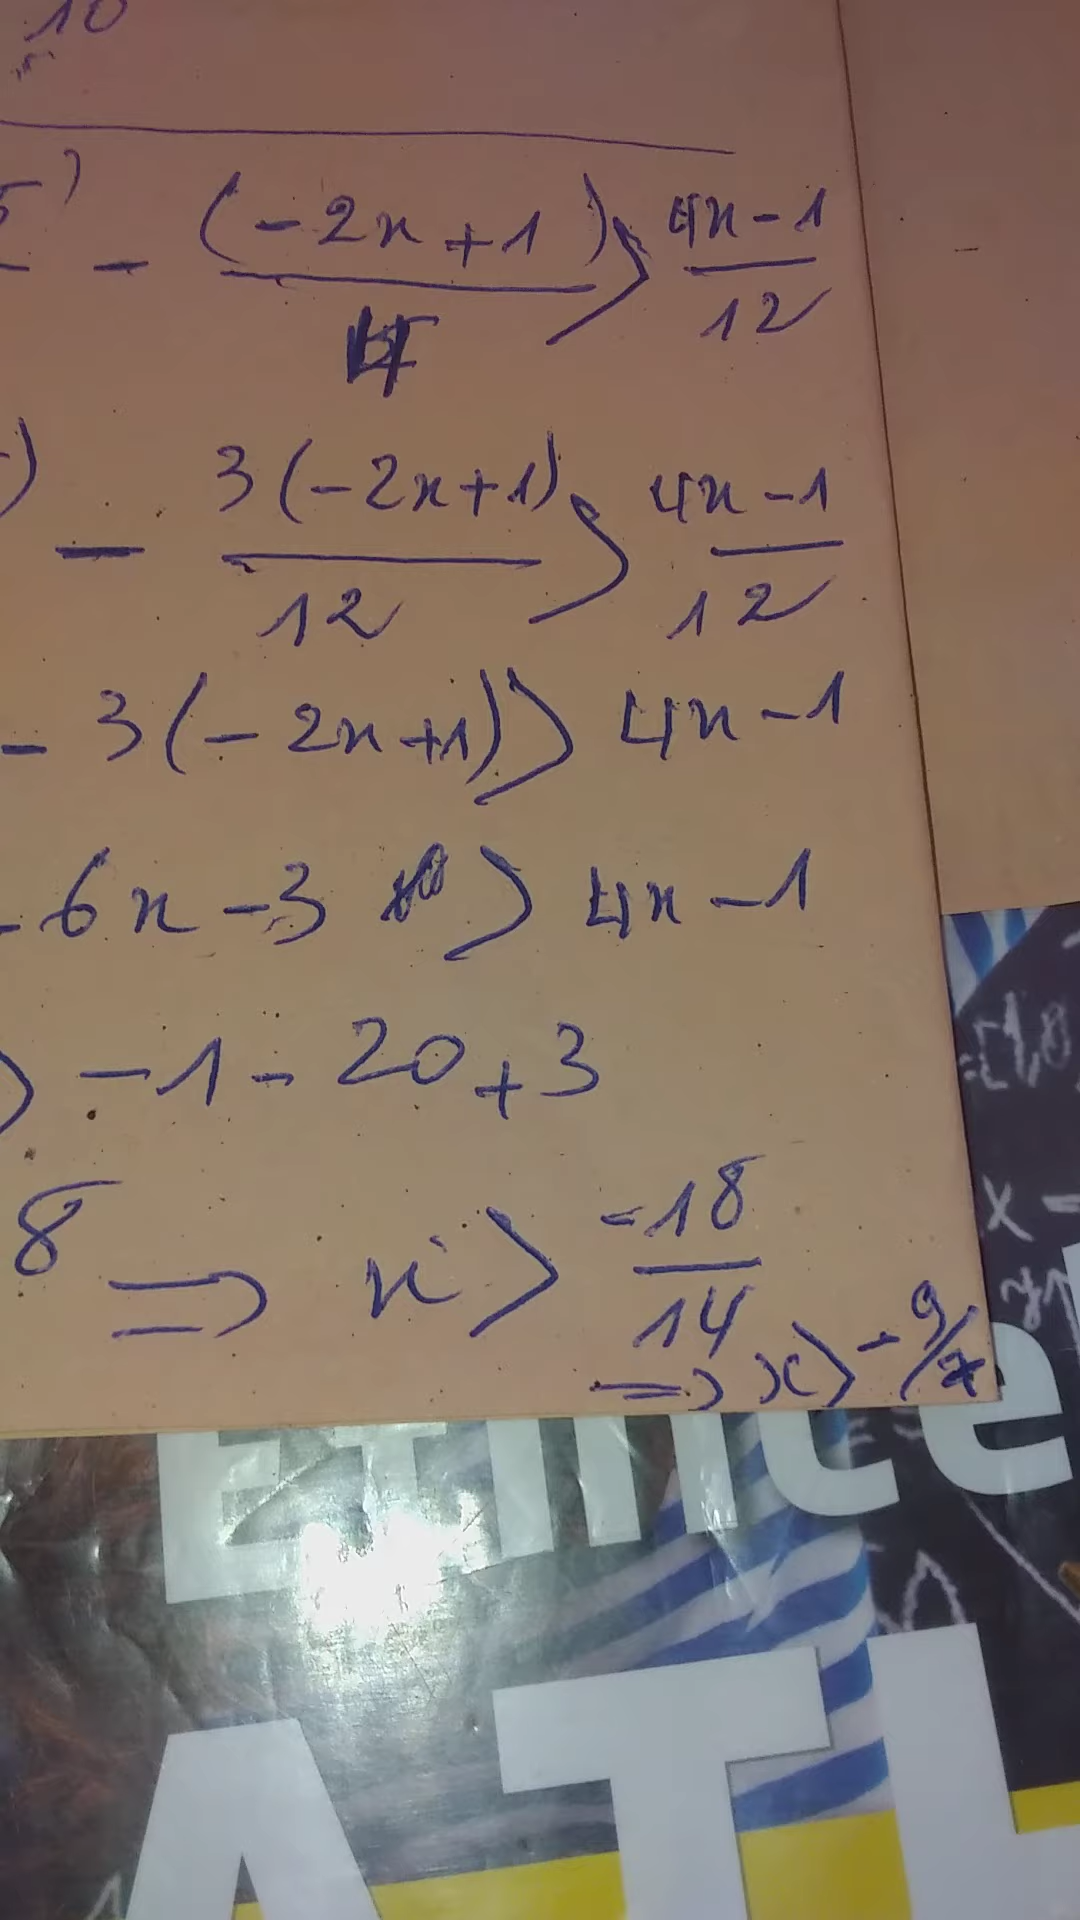 10
- (-2x+1)/4 > 4x-1/12
) - 3(-2x+1)/12 > 4x-1/12
- 3(-2x+1) > 4x-1
6x -3 > 4x-1
> -1-20+3
8 => x > -18/14
=> x > -9/7